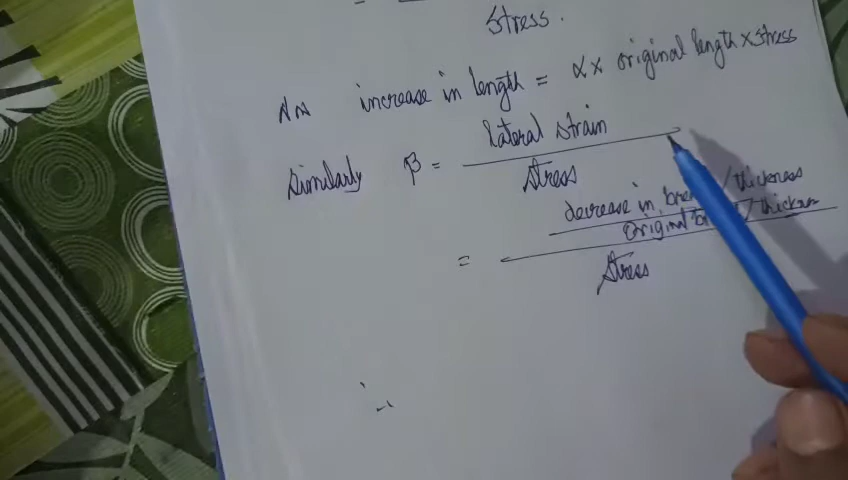 Stress.
increase in length = α × original length × stress
Similarly β = lateral strain
Stress
decrease in / thickness
= original / thickness
Stress